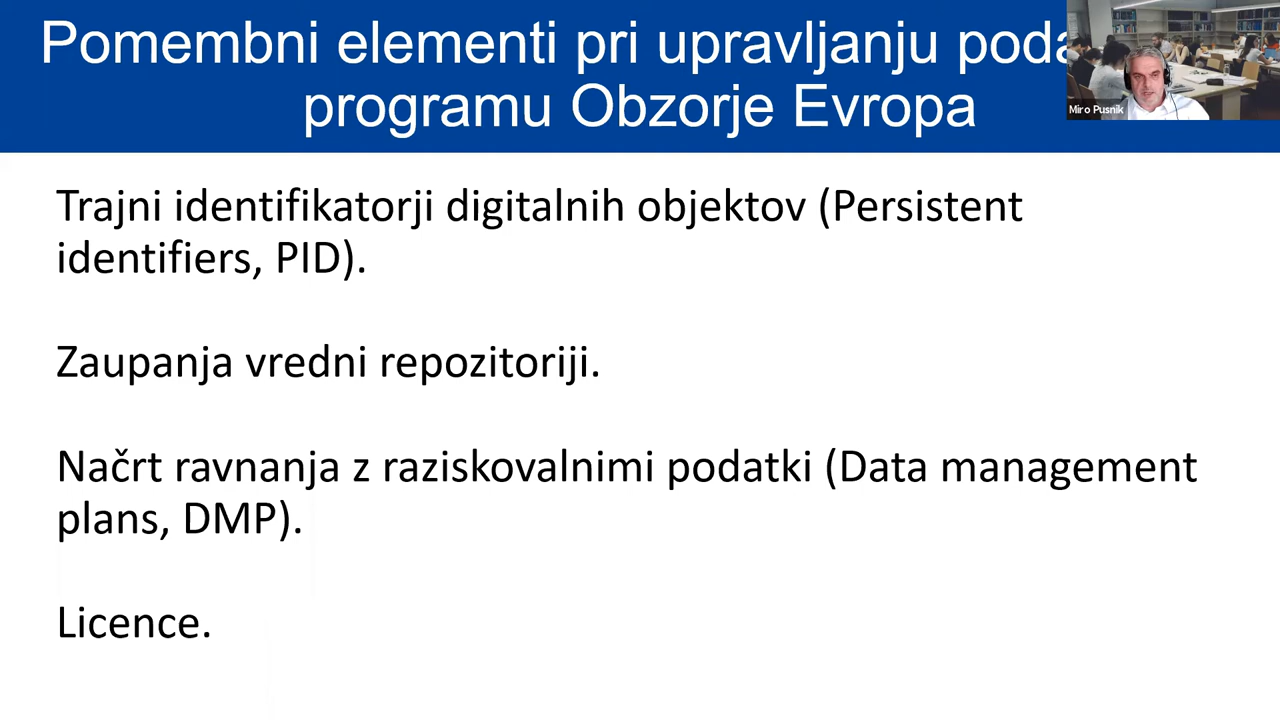 Pomembni elementi pri upravljanju
programu Obzorje Evropa
Miro Pusnik
Trajni identifikatorji digitalnih objektov (Persistent
identifiers, PID).
Zaupanja vredni repozitoriji.
Načrt ravnanja z raziskovalnimi podatki (Data management
plans, DMP).
Licence.